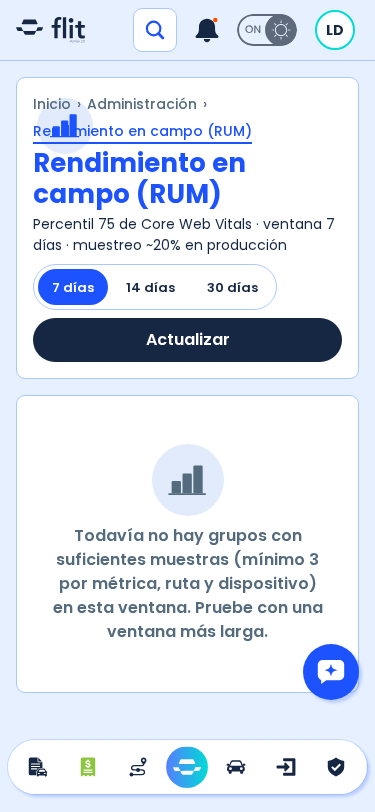 flit
ON
LD
Inicio › Administración ›
Rendimiento en campo (RUM)
Rendimiento en
campo (RUM)
Percentil 75 de Core Web Vitals · ventana 7
días · muestreo ~20% en producción
7 días
14 días
30 días
Actualizar
Todavía no hay grupos con
suficientes muestras (mínimo 3
por métrica, ruta y dispositivo)
en esta ventana. Pruebe con una
ventana más larga.